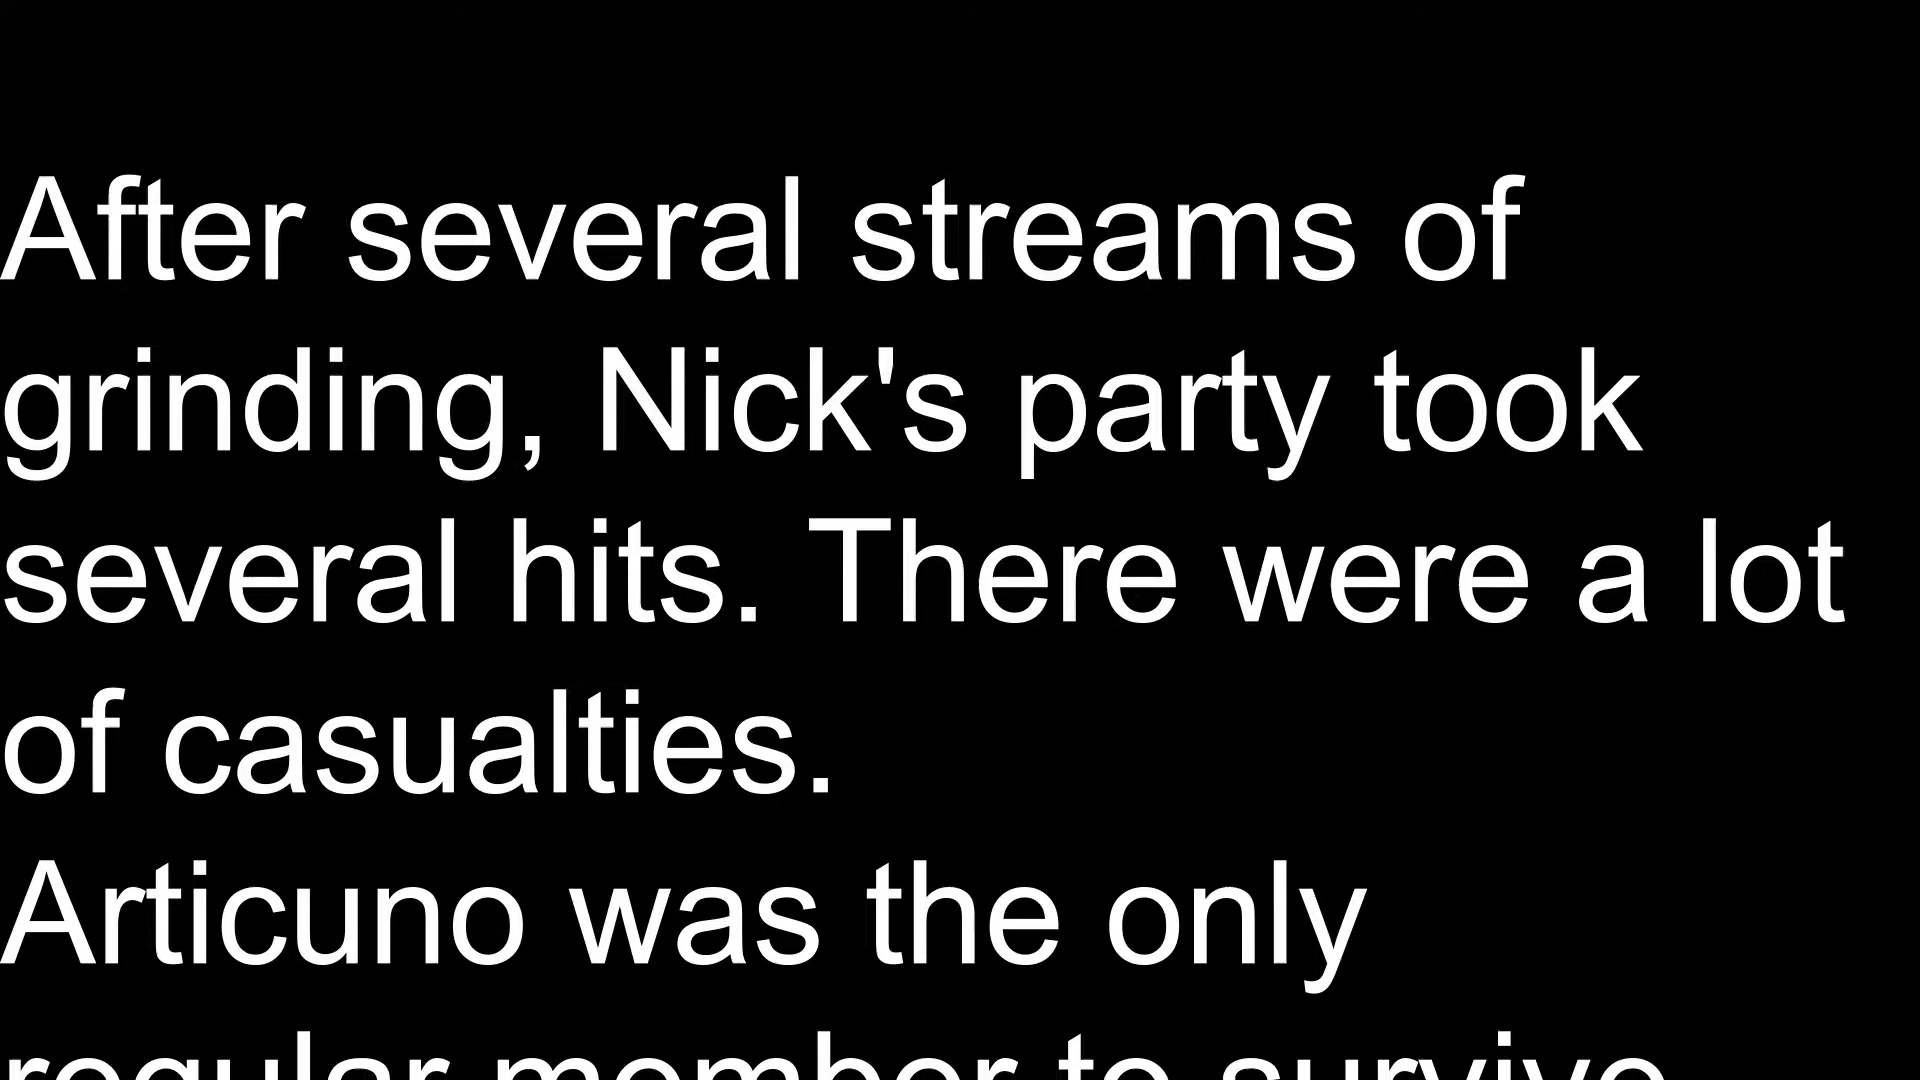 After several streams of
grinding, Nick's party took
several hits. There were a lot
of casualties.
Articuno was the only
regular member to survive